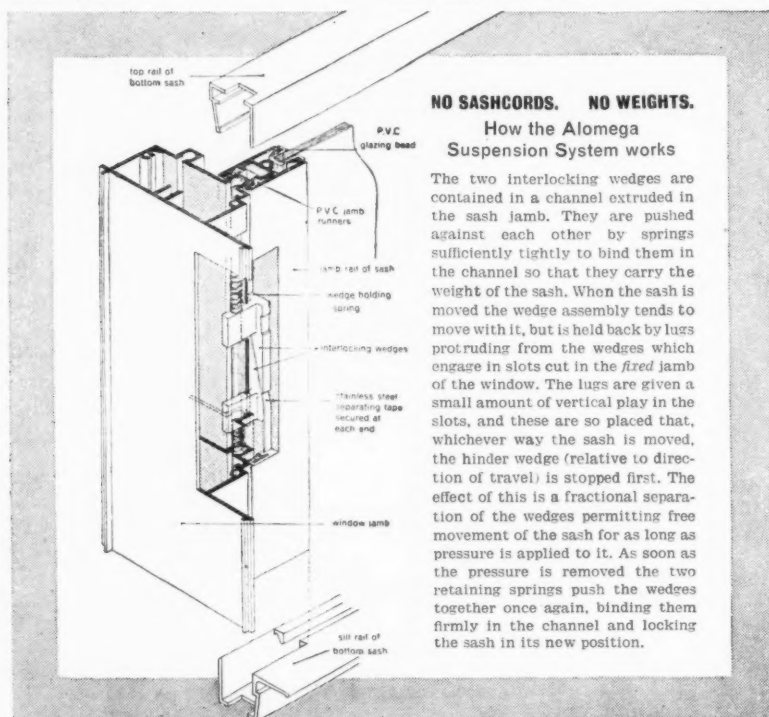 top rail of
bottom sash
P.V.C
glazing bead
P.V.C jamb
runners
jamb rail of sash
wedge holding
spring
interlocking wedges
stainless steel
separating tape
secured at
each end
window jamb
sill rail of
bottom sash
NO SASHCORDS. NO WEIGHTS.
How the Alomega
Suspension System works
The two interlocking wedges are
contained in a channel extruded in
the sash jamb. They are pushed
against each other by springs
sufficiently tightly to bind them in
the channel so that they carry the
weight of the sash. When the sash is
moved the wedge assembly tends to
move with it, but is held back by lugs
protruding from the wedges which
engage in slots cut in the fixed jamb
of the window. The lugs are given a
small amount of vertical play in the
slots, and these are so placed that,
whichever way the sash is moved,
the hinder wedge (relative to direc-
tion of travel) is stopped first. The
effect of this is a fractional separa-
tion of the wedges permitting free
movement of the sash for as long as
pressure is applied to it. As soon as
the pressure is removed the two
retaining springs push the wedges
together once again, binding them
firmly in the channel and locking
the sash in its new position.